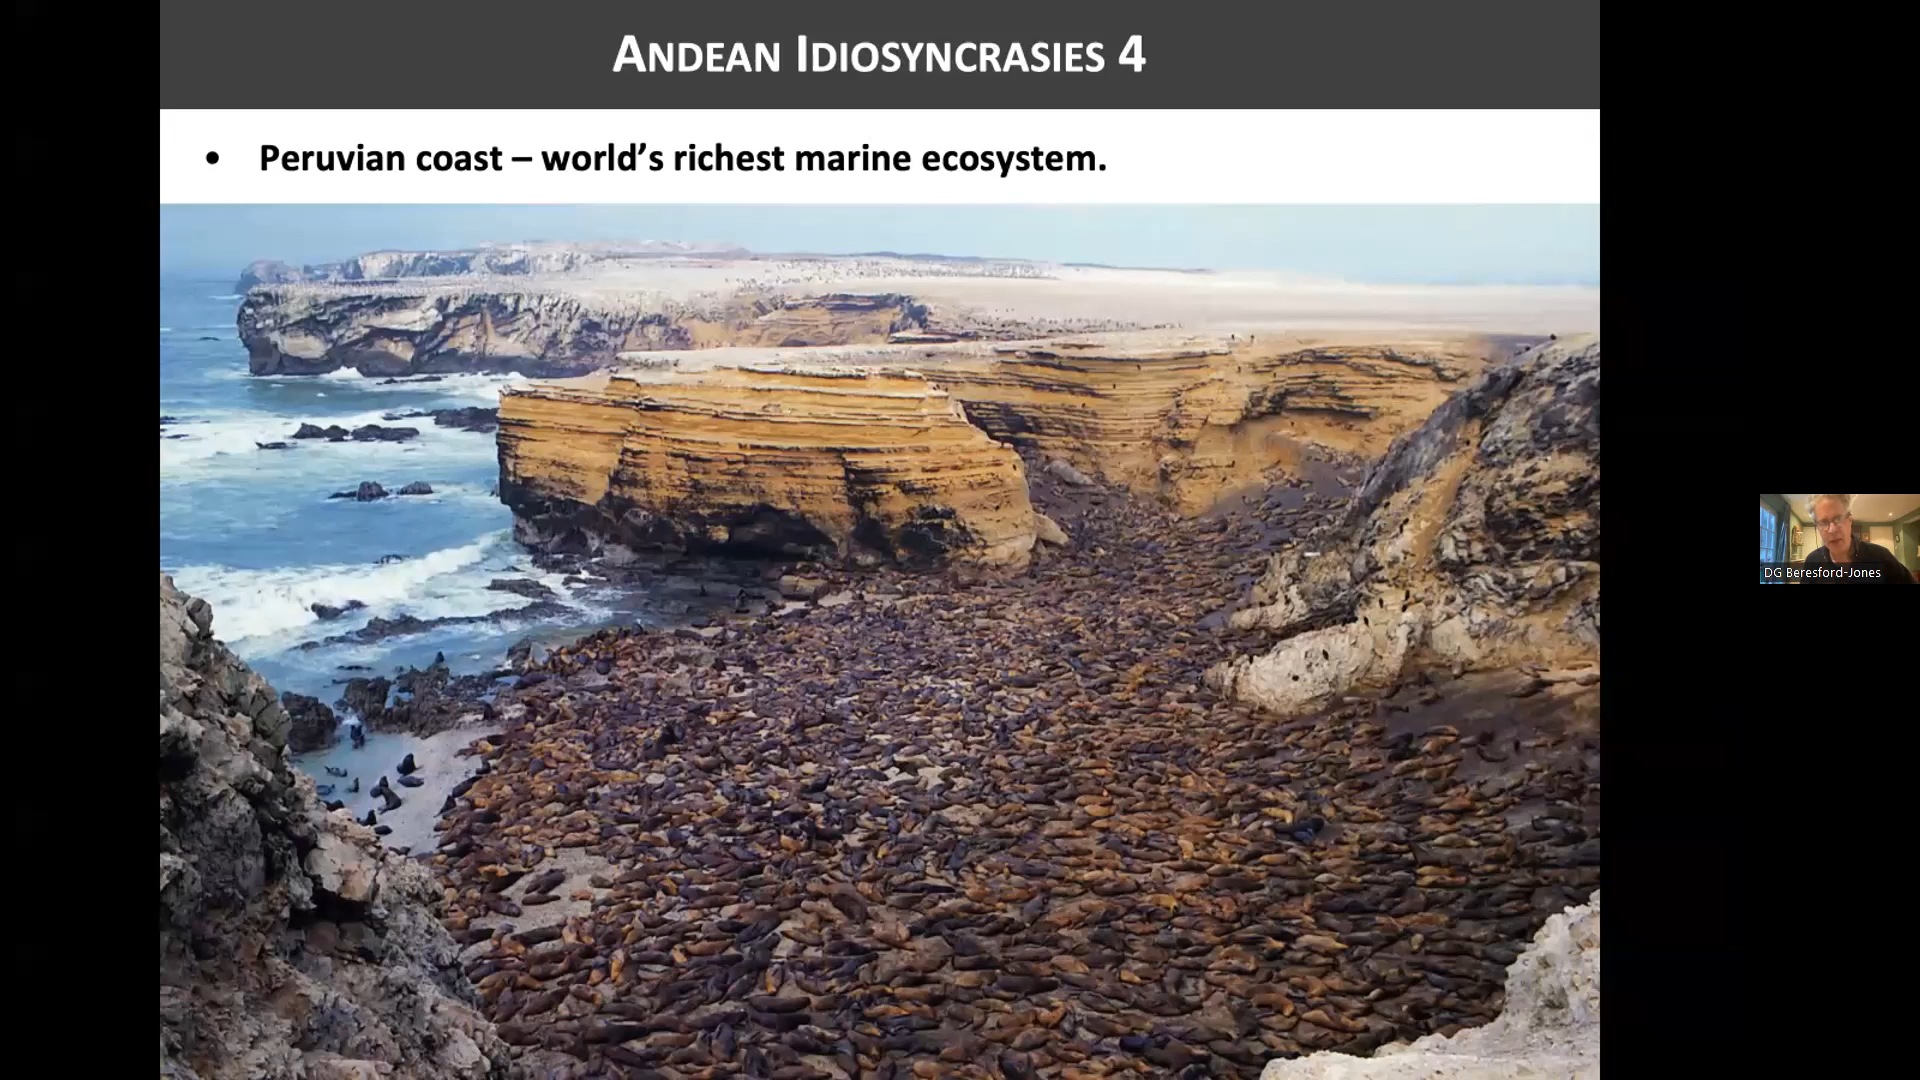 ANDEAN IDIOSYNCRASIES 4
• Peruvian coast – world's richest marine ecosystem.
DG Beresford-Jones